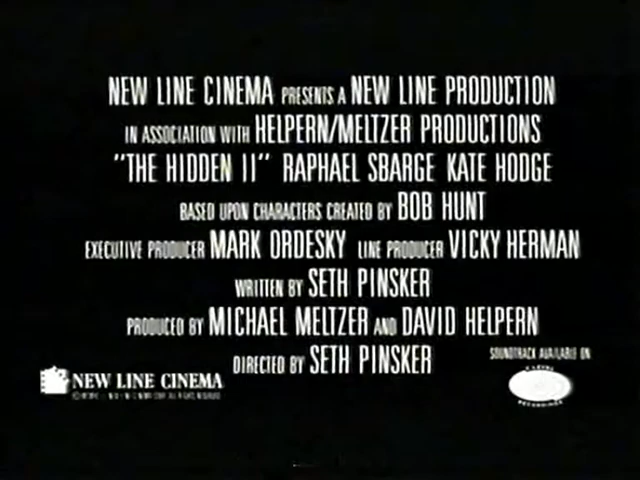 NEW LINE CINEMA PRESENTS A NEW LINE PRODUCTION
IN ASSOCIATION WITH HELPERN/MELTZER PRODUCTIONS
"THE HIDDEN II" RAPHAEL SBARGE KATE HODGE
BASED UPON CHARACTERS CREATED BY BOB HUNT
EXECUTIVE PRODUCER MARK ORDESKY LINE PRODUCER VICKY HERMAN
WRITTEN BY SETH PINSKER
PRODUCED BY MICHAEL MELTZER AND DAVID HELPERN
DIRECTED BY SETH PINSKER
SOUNDTRACK AVAILABLE ON
NEW LINE CINEMA
RECORDINGS